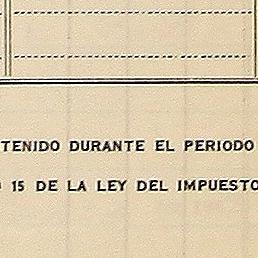 TENIDO DURANTE EL PERIODO
15 DE LA LEY DEL IMPUESTO